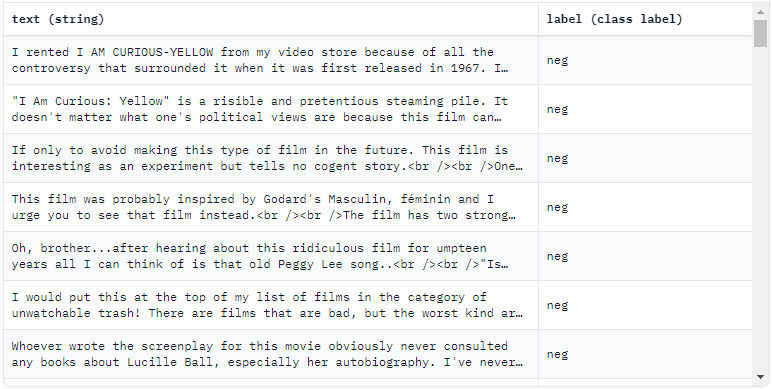 text (string) label (class label)
I rented I AM CURIOUS-YELLOW from my video store because of all the
controversy that surrounded it when it was first released in 1967. I…
neg
"I Am Curious: Yellow" is a risible and pretentious steaming pile. It
doesn't matter what one's political views are because this film can…
neg
If only to avoid making this type of film in the future. This film is
interesting as an experiment but tells no cogent story.<br /><br />One…
neg
This film was probably inspired by Godard's Masculin, féminin and I
urge you to see that film instead.<br /><br />The film has two strong…
neg
Oh, brother...after hearing about this ridiculous film for umpteen
years all I can think of is that old Peggy Lee song..<br /><br />"Is…
neg
I would put this at the top of my list of films in the category of
unwatchable trash! There are films that are bad, but the worst kind ar…
neg
Whoever wrote the screenplay for this movie obviously never consulted
any books about Lucille Ball, especially her autobiography. I've never…
neg